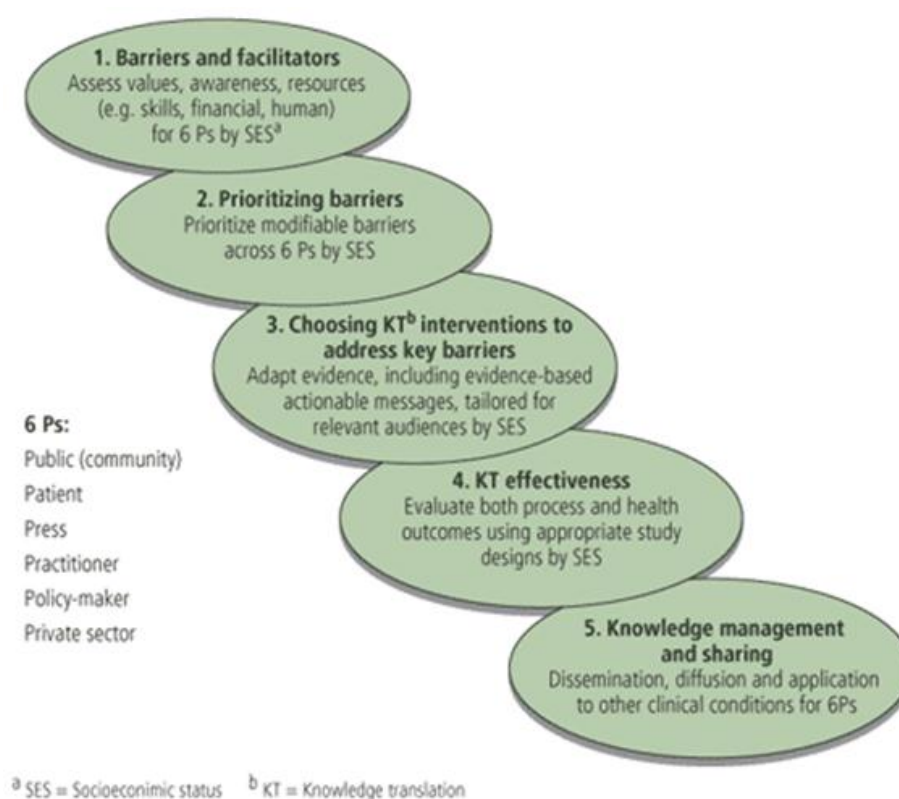 1. Barriers and facilitators
Assess values, awareness, resources
(e.g. skills, financial, human)
for 6 Ps by SESª
2. Prioritizing barriers
Prioritize modifiable barriers
across 6 Ps by SES
3. Choosing KTᵇ interventions to
address key barriers
Adapt evidence, including evidence-based
actionable messages, tailored for
relevant audiences by SES
4. KT effectiveness
Evaluate both process and health
outcomes using appropriate study
designs by SES
5. Knowledge management
and sharing
Dissemination, diffusion and application
to other clinical conditions for 6Ps
6 Ps:
Public (community)
Patient
Press
Practitioner
Policy-maker
Private sector
ª SES = Socioeconimic status ᵇ KT = Knowledge translation